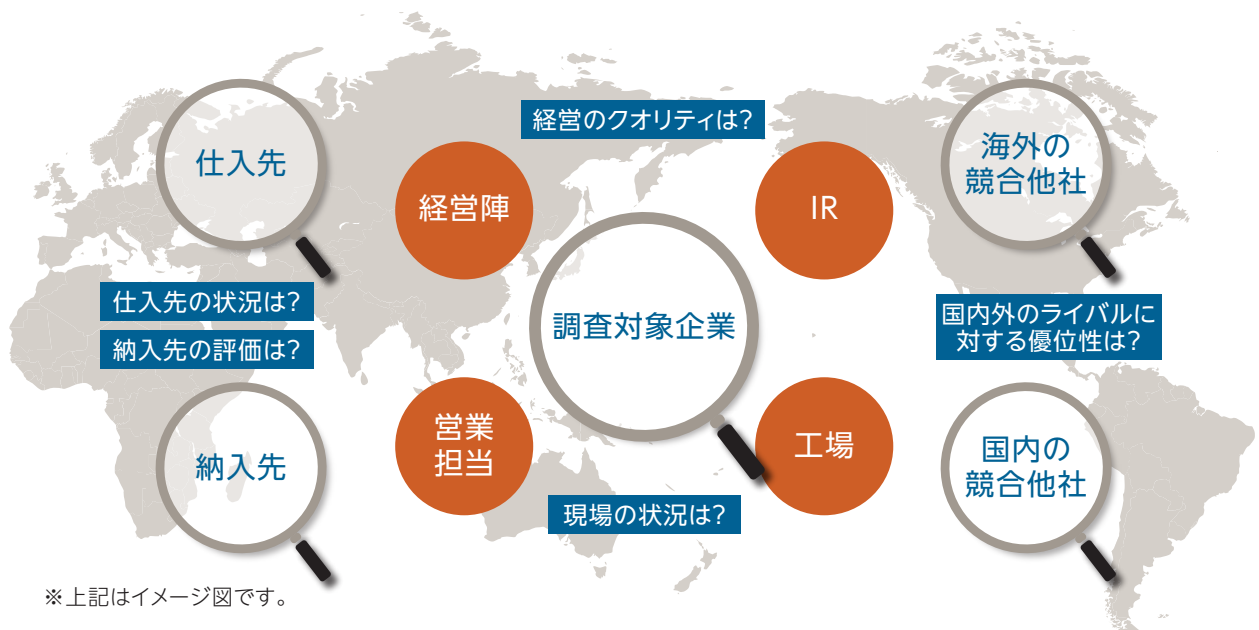 経営のクオリティは?
仕入先
経営陣
IR
海外の
競合他社
調査対象企業
仕入先の状況は?
納入先の評価は?
国内外のライバルに
対する優位性は?
納入先
営業
担当
工場
国内の
競合他社
現場の状況は?
※上記はイメージ図です。